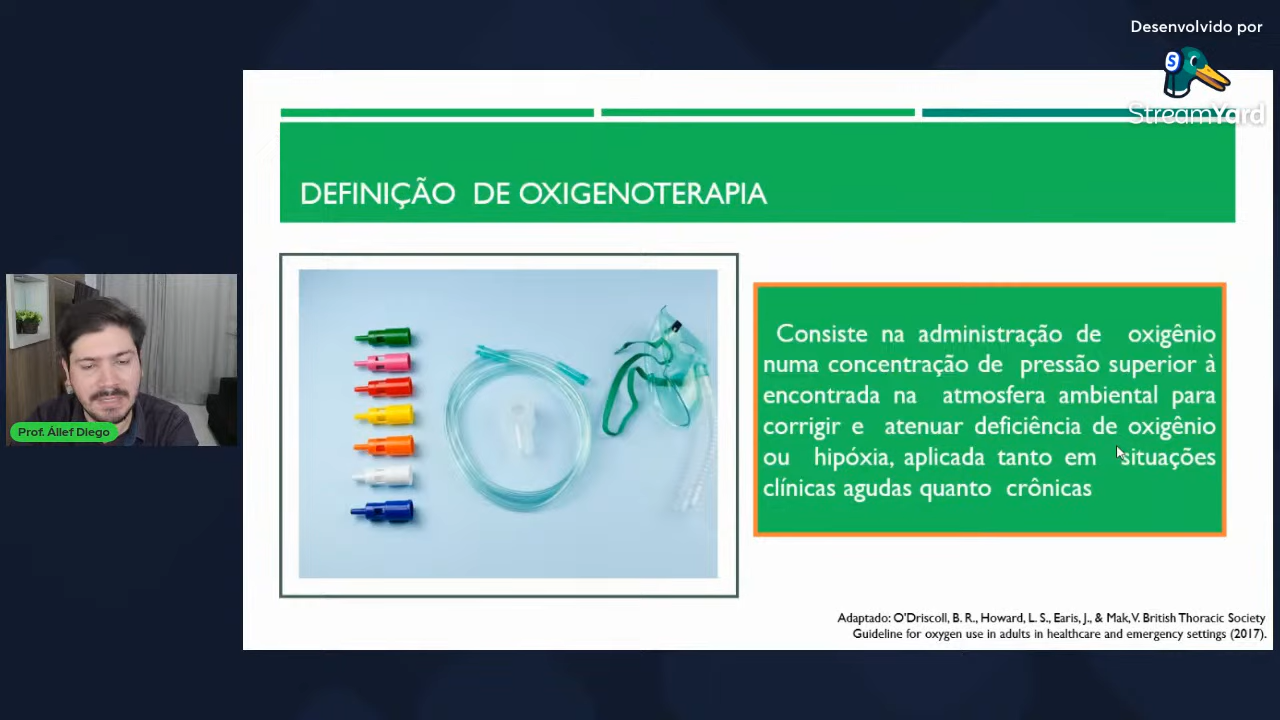 Desenvolvido por
S
StreamYard
DEFINIÇÃO DE OXIGENOTERAPIA
Consiste na administração de oxigênio
numa concentração de pressão superior à
encontrada na atmosfera ambiental para
corrigir e atenuar deficiência de oxigênio
ou hipóxia, aplicada tanto em situações
clínicas agudas quanto crônicas
Prof. Állef Diego
Adaptado: O'Driscoll, B. R., Howard, L. S., Earis, J., & Mak, V. British Thoracic Society
Guideline for oxygen use in adults in healthcare and emergency settings (2017).